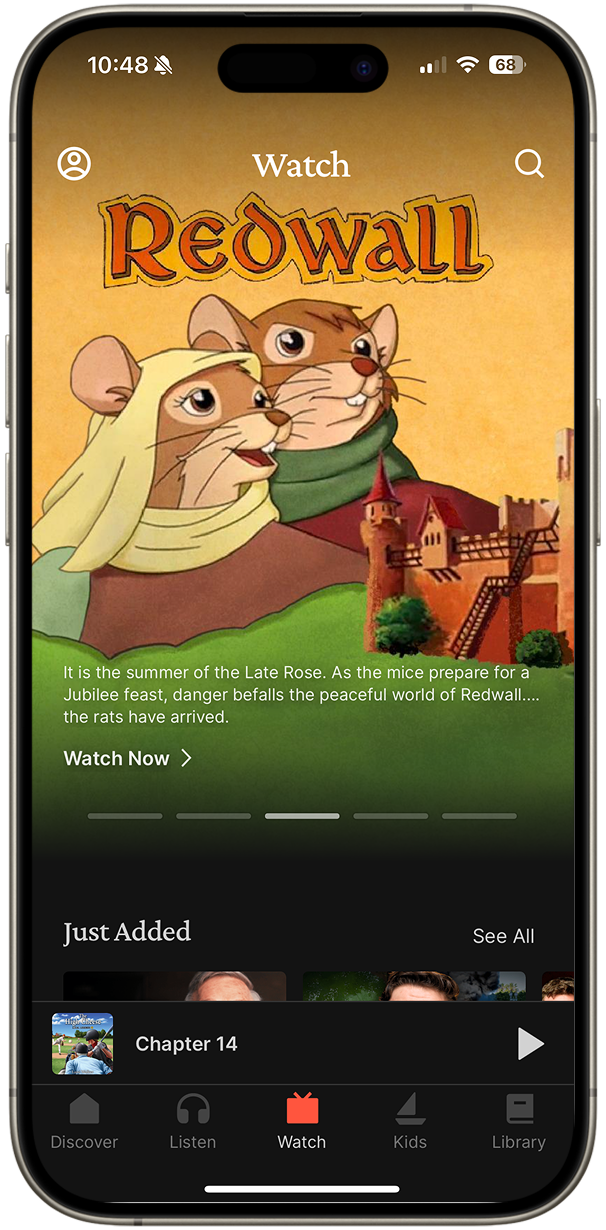 10:48
68
Watch
Redwall
It is the summer of the Late Rose. As the mice prepare for a
Jubilee feast, danger befalls the peaceful world of Redwall....
the rats have arrived.
Watch Now
Just Added
See All
Chapter 14
Discover
Listen
Watch
Kids
Library